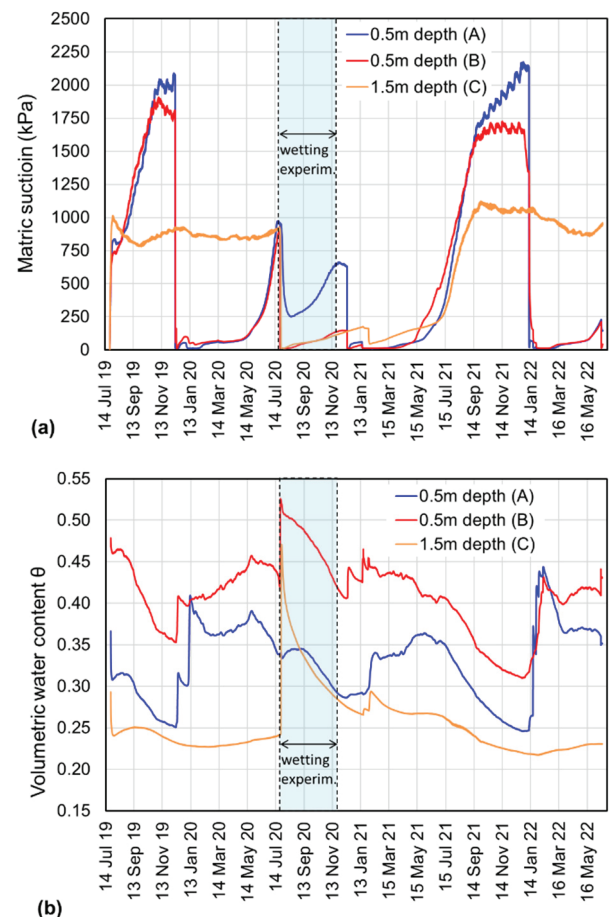 2500
2250
2000
1750
1500
1250
1000
750
500
250
0
Matric suctioin (kPa)
0.5m depth (A)
0.5m depth (B)
1.5m depth (C)
wetting
experim.
14 Jul 19
13 Sep 19
13 Nov 19
13 Jan 20
14 Mar 20
14 May 20
14 Jul 20
13 Sep 20
13 Nov 20
13 Jan 21
15 Mar 21
15 May 21
15 Jul 21
14 Sep 21
14 Nov 21
14 Jan 22
16 Mar 22
16 May 22
(a)
0.55
0.50
0.45
0.40
0.35
0.30
0.25
0.20
0.15
Volumetric water content θ
0.5m depth (A)
0.5m depth (B)
1.5m depth (C)
wetting
experim.
14 Jul 19
13 Sep 19
13 Nov 19
13 Jan 20
14 Mar 20
14 May 20
14 Jul 20
13 Sep 20
13 Nov 20
13 Jan 21
15 Mar 21
15 May 21
15 Jul 21
14 Sep 21
14 Nov 21
14 Jan 22
16 Mar 22
16 May 22
(b)